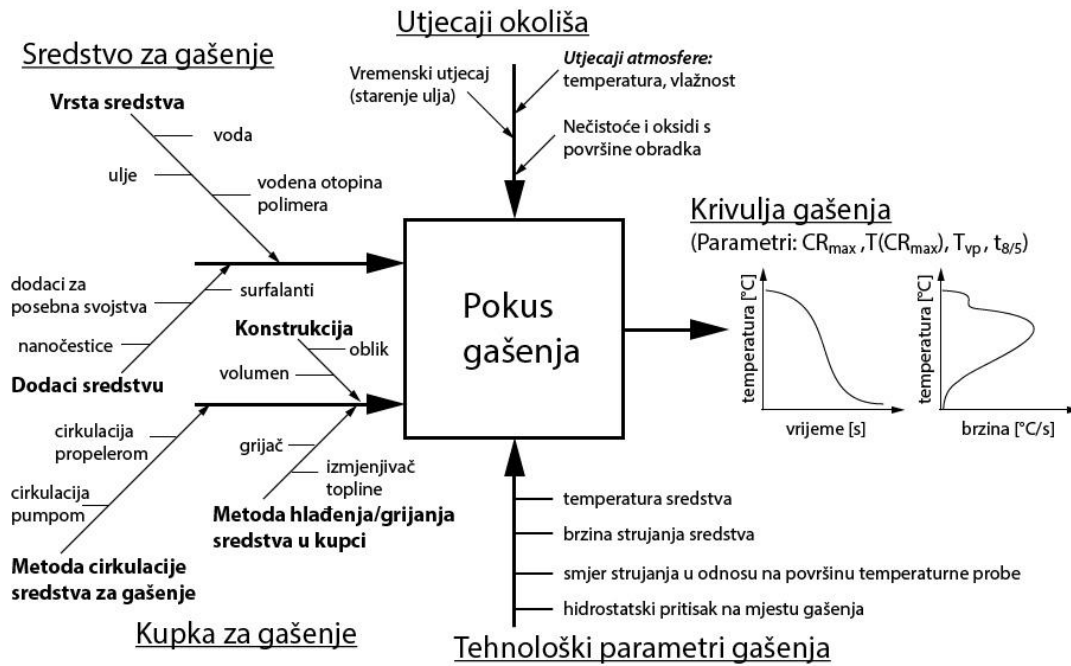 Utjecaji okoliša
Sredstvo za gašenje
Utjecaji atmosfere:
temperatura, vlažnost
Vremenski utjecaj
(starenje ulja)
Nečistoće i oksidi s
površine obradka
Vrsta sredstva
voda
ulje
vodena otopina
polimera
dodaci za
posebna svojstva
surfalanti
nanočestice
Dodaci sredstvu
Konstrukcija
oblik
volumen
cirkulacija
propelerom
cirkulacija
pumpom
grijač
izmjenjivač
topline
Metoda hlađenja/grijanja
sredstva u kupci
Metoda cirkulacije
sredstva za gašenje
Kupka za gašenje
Pokus
gašenja
Krivulja gašenja
(Parametri: CRmax ,T(CRmax), Tvp , t8/5)
temperatura [°C]
vrijeme [s]
temperatura [°C]
brzina [°C/s]
temperatura sredstva
brzina strujanja sredstva
smjer strujanja u odnosu na površinu temperaturne probe
hidrostatski pritisak na mjestu gašenja
Tehnološki parametri gašenja